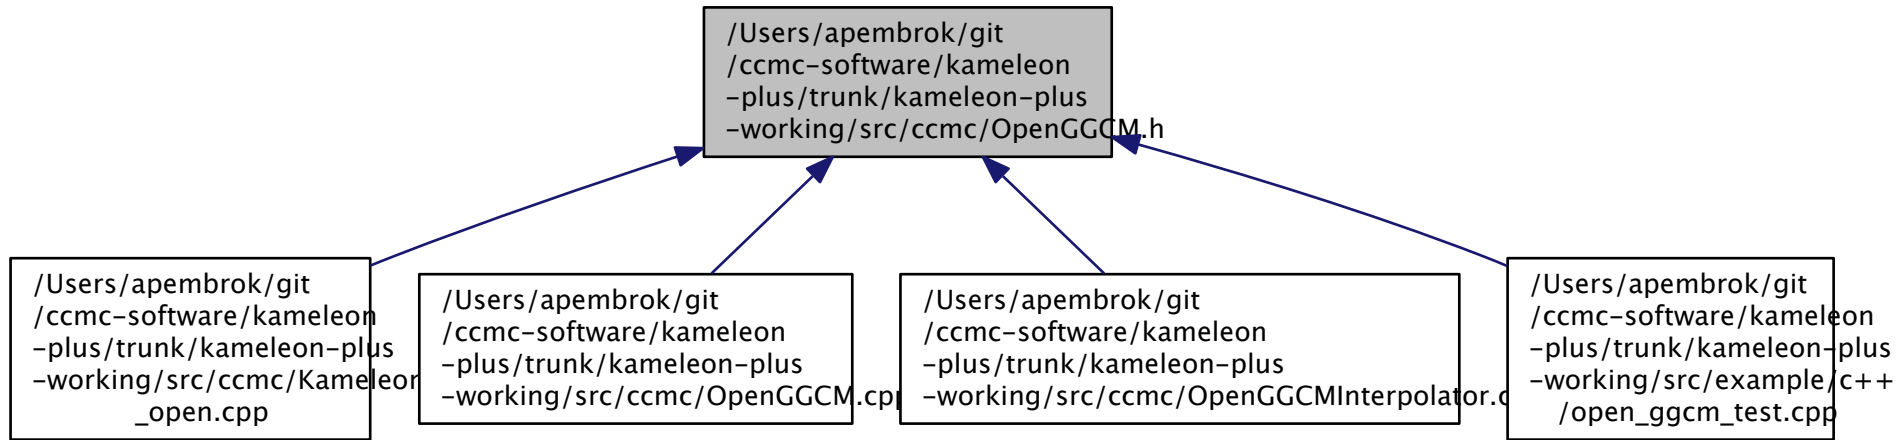 /Users/apembrok/git
/ccmc-software/kameleon
-plus/trunk/kameleon-plus
-working/src/ccmc/OpenGGCM.h
/Users/apembrok/git
/ccmc-software/kameleon
-plus/trunk/kameleon-plus
-working/src/ccmc/Kameleon
_open.cpp
/Users/apembrok/git
/ccmc-software/kameleon
-plus/trunk/kameleon-plus
-working/src/ccmc/OpenGGCM.cpp
/Users/apembrok/git
/ccmc-software/kameleon
-plus/trunk/kameleon-plus
-working/src/ccmc/OpenGGCMInterpolator.c
/Users/apembrok/git
/ccmc-software/kameleon
-plus/trunk/kameleon-plus
-working/src/example/c++
/open_ggcm_test.cpp